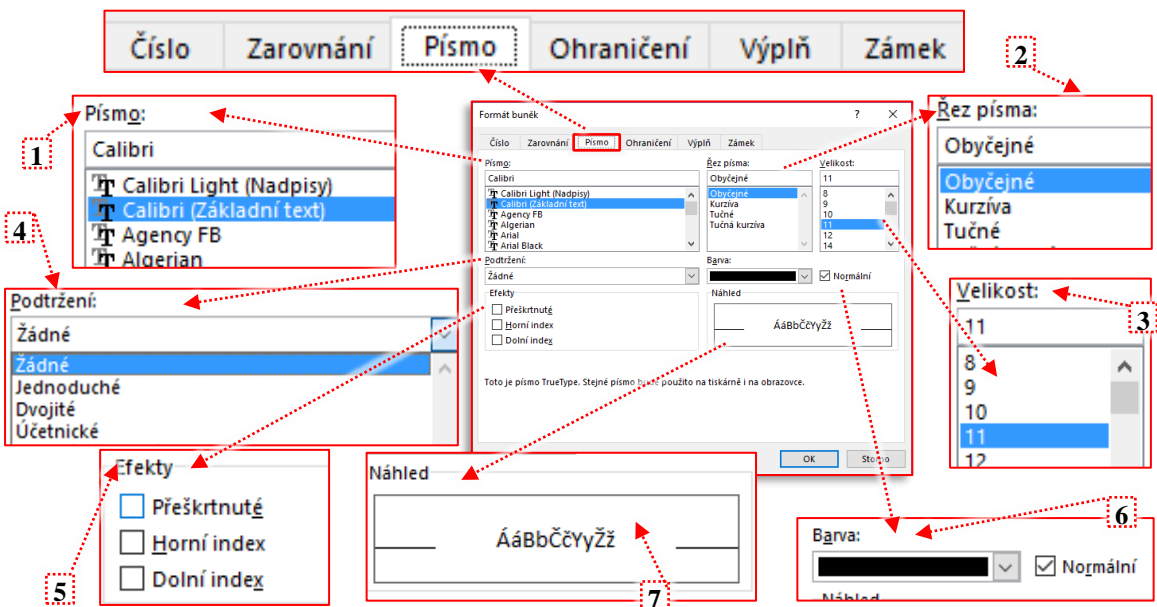 Číslo Zarovnání Písmo Ohraničení Výplň Zámek
2
1
Písmo:
Calibri
Calibri Light (Nadpisy)
Calibri (Základní text)
Agency FB
Algerian
Formát buněk ? ×
Číslo Zarovnání Písmo Ohraničení Výplň Zámek
Písmo: Řez písma: Velikost:
Calibri Obyčejné 11
Calibri Light (Nadpisy) Obyčejné 8
Calibri (Základní text) Kurzíva 9
Agency FB Tučné 10
Algerian Tučná kurzíva 11
Arial 12
Arial Black 14
Podtržení: Barva:
Žádné Normální
Efekty Náhled
Přeškrtnuté
Horní index ÁáBbČčYyŽž
Dolní index
Toto je písmo TrueType. Stejné písmo bude použito na tiskárně i na obrazovce.
OK Storno
Řez písma:
Obyčejné
Obyčejné
Kurzíva
Tučné
4
Podtržení:
Žádné
Žádné
Jednoduché
Dvojité
Účetnické
Velikost:
3
11
8
9
10
11
12
Efekty
Přeškrtnuté
Horní index
Dolní index
5
Náhled
ÁáBbČčYyŽž
7
6
Barva:
Normální
Náhled